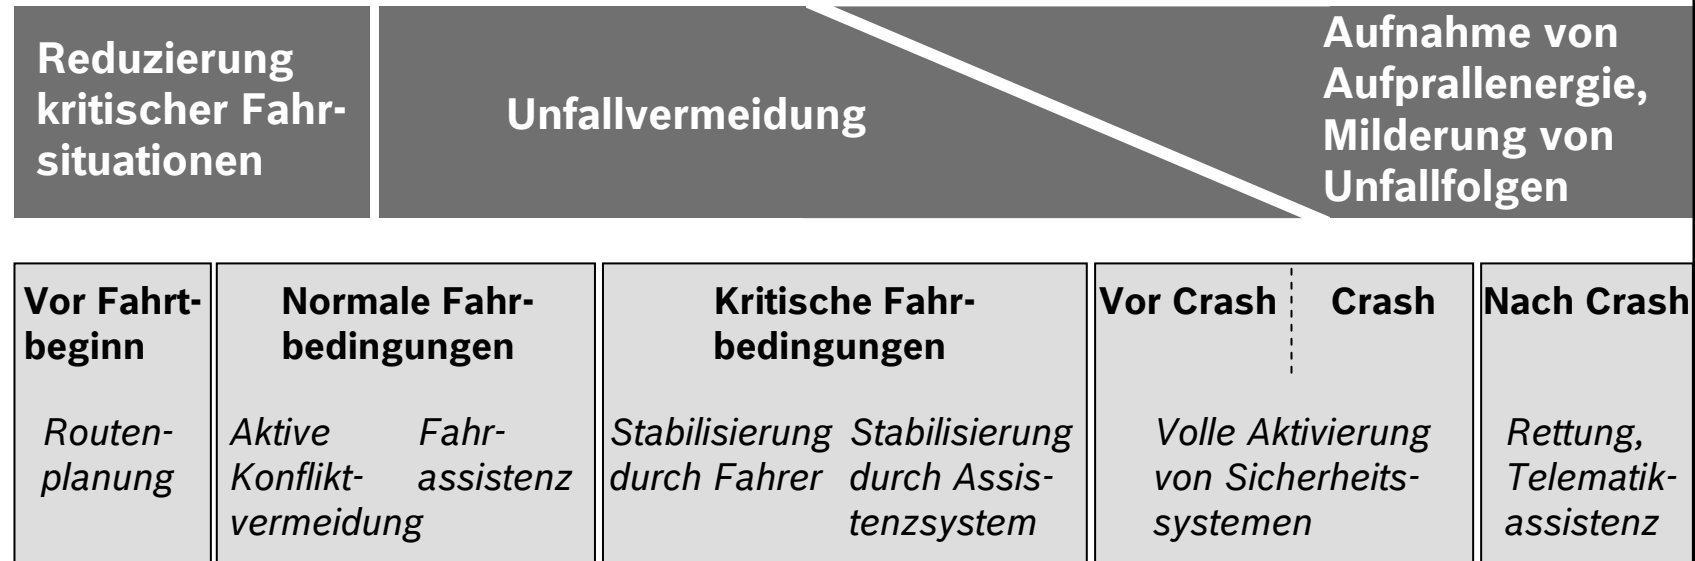 Reduzierung
kritischer Fahr-
situationen
Unfallvermeidung
Aufnahme von
Aufprallenergie,
Milderung von
Unfallfolgen
Vor Fahrt-
beginn
Routen-
planung
Normale Fahr-
bedingungen
Aktive
Konflikt-
vermeidung
Fahr-
assistenz
Kritische Fahr-
bedingungen
Stabilisierung
durch Fahrer
Stabilisierung
durch Assis-
tenzsystem
Vor Crash
Crash
Volle Aktivierung
von Sicherheits-
systemen
Nach Crash
Rettung,
Telematik-
assistenz